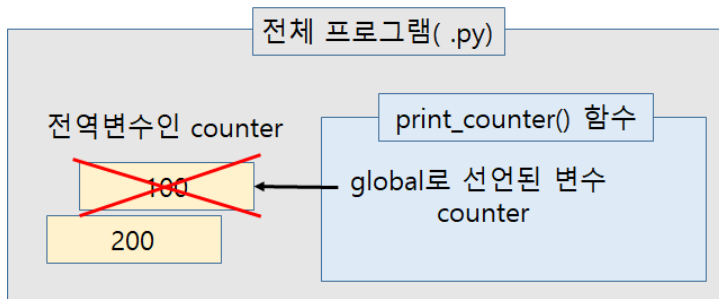 전체 프로그램( .py)
전역변수인 counter
100
200
print_counter() 함수
global로 선언된 변수
counter